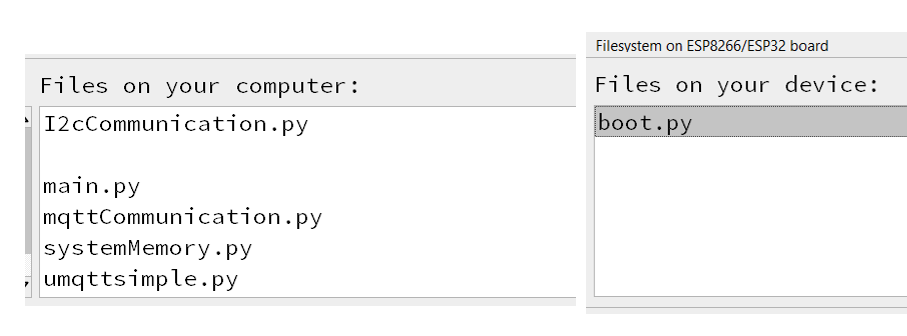 Filesystem on ESP8266/ESP32 board
Files on your computer:
I2cCommunication.py
main.py
mqttCommunication.py
systemMemory.py
umqttsimple.py
Files on your device:
boot.py